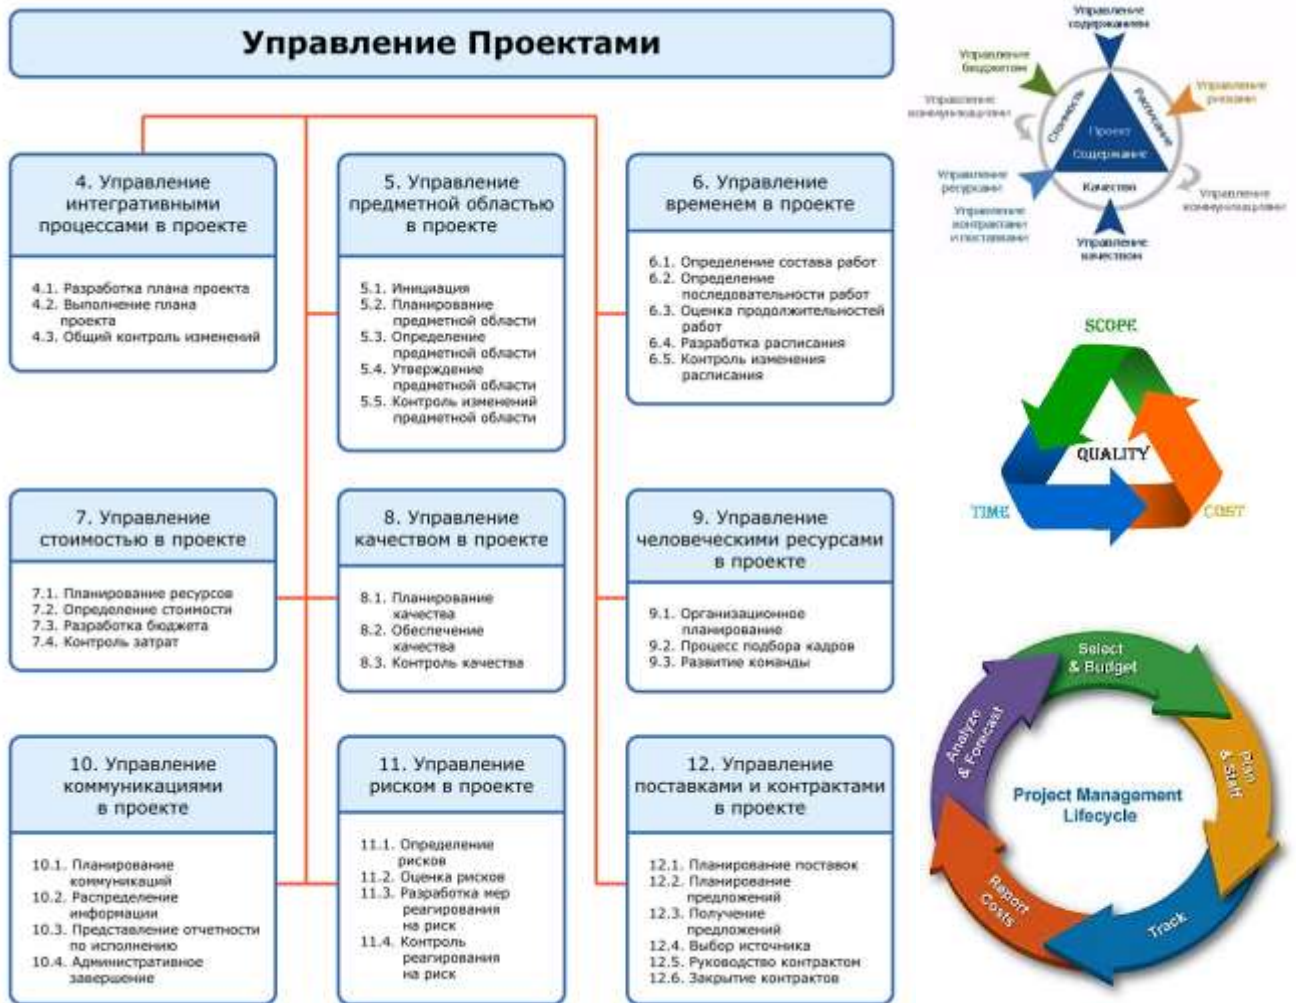 Управление Проектами
4. Управление
интегративными
процессами в проекте
4.1. Разработка плана проекта
4.2. Выполнение плана
проекта
4.3. Общий контроль изменений
5. Управление
предметной областью
в проекте
5.1. Инициация
5.2. Планирование
предметной области
5.3. Определение
предметной области
5.4. Утверждение
предметной области
5.5. Контроль изменений
предметной области
6. Управление
временем в проекте
6.1. Определение состава работ
6.2. Определение
последовательности работ
6.3. Оценка продолжительностей
работ
6.4. Разработка расписания
6.5. Контроль изменения
расписания
7. Управление
стоимостью в проекте
7.1. Планирование ресурсов
7.2. Определение стоимости
7.3. Разработка бюджета
7.4. Контроль затрат
8. Управление
качеством в проекте
8.1. Планирование
качества
8.2. Обеспечение
качества
8.3. Контроль качества
9. Управление
человеческими ресурсами
в проекте
9.1. Организационное
планирование
9.2. Процесс подбора кадров
9.3. Развитие команды
10. Управление
коммуникациями
в проекте
10.1. Планирование
коммуникаций
10.2. Распределение
информации
10.3. Представление отчетности
по исполнению
10.4. Административное
завершение
11. Управление
риском в проекте
11.1. Определение
рисков
11.2. Оценка рисков
11.3. Разработка мер
реагирования
на риск
11.4. Контроль
реагирования
на риск
12. Управление
поставками и контрактами
в проекте
12.1. Планирование поставок
12.2. Планирование
предложений
12.3. Получение
предложений
12.4. Выбор источника
12.5. Руководство контрактом
12.6. Закрытие контрактов
Управление
содержанием
Управление
бюджетом
Управление
рисками
Управление
коммуникациями
Стоимость
Расписание
Проект
Содержание
Качество
Управление
ресурсами
Управление
контрактами
и поставками
Управление
коммуникациями
Управление
качеством
SCOPE
QUALITY
TIME
COST
Select
& Budget
Plan
& Staff
Track
Report
Costs
Analyze
& Forecast
Project Management
Lifecycle